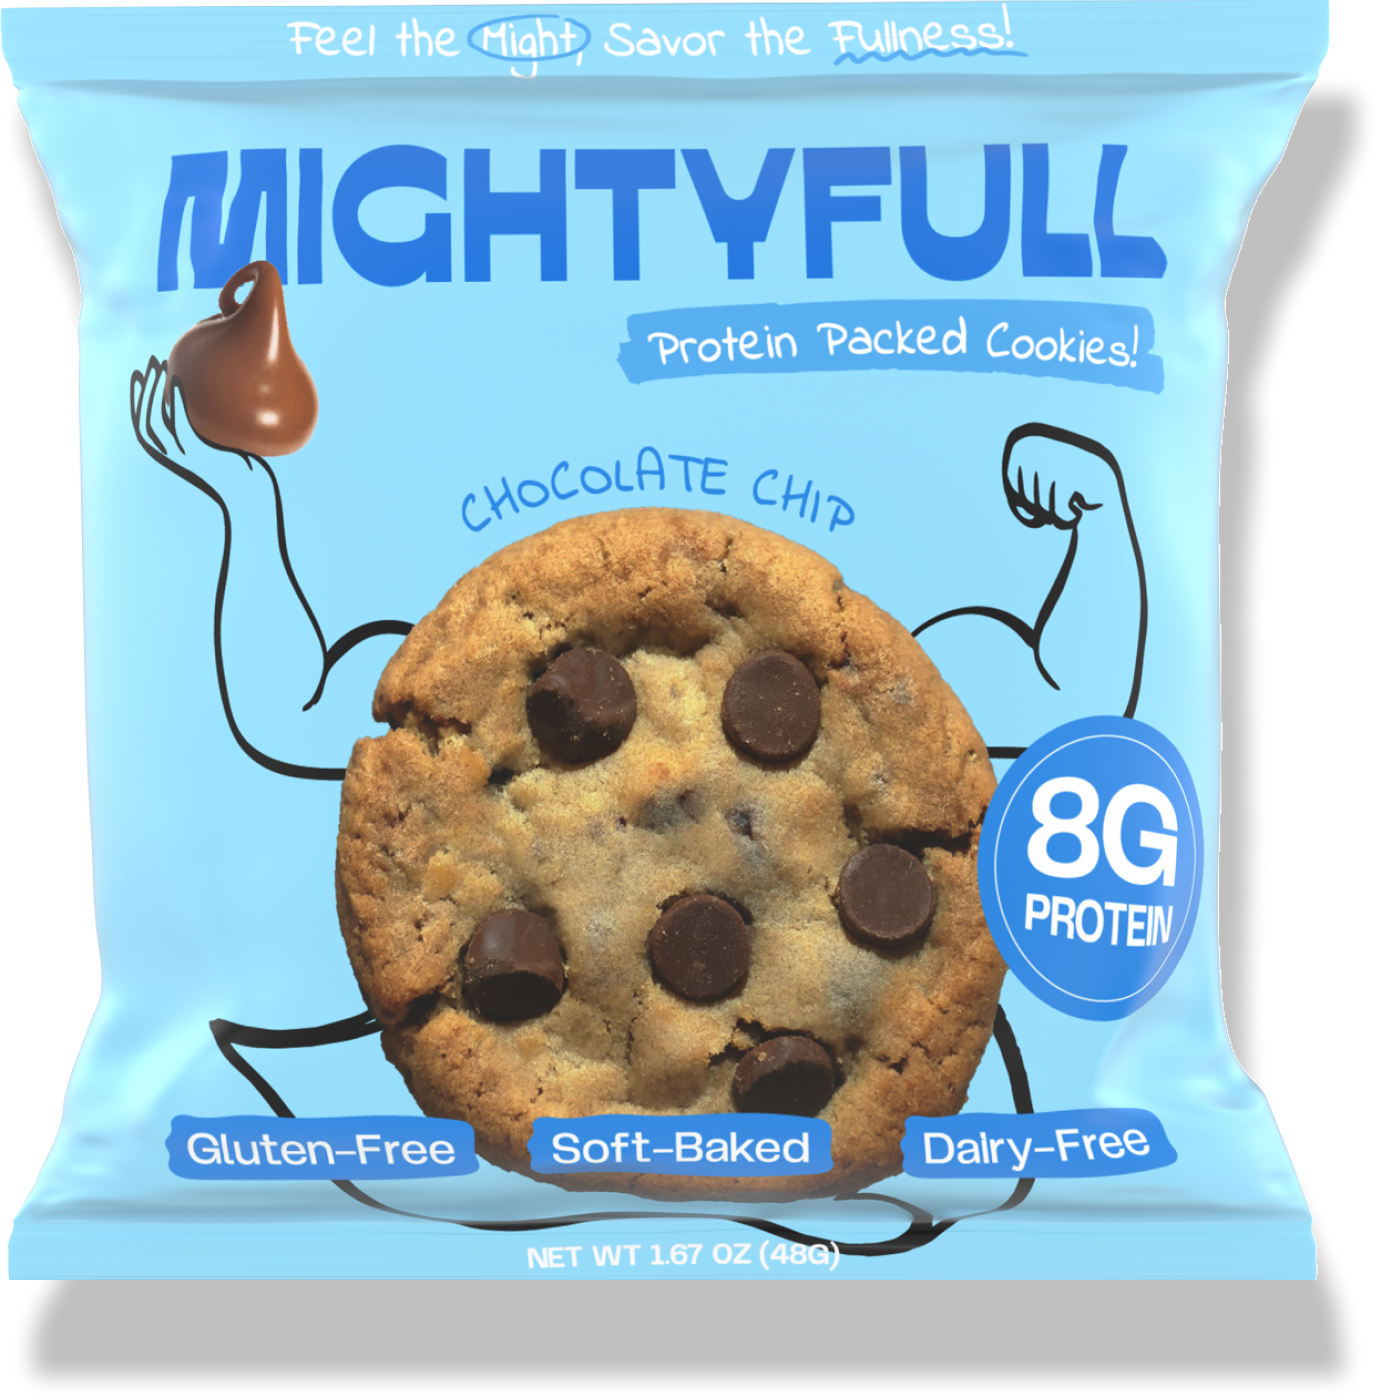 Feel the Might, Savor the Fullness!
MIGHTYFULL
Protein Packed Cookies!
CHOCOLATE CHIP
8G
PROTEIN
Gluten-Free
Soft-Baked
Dairy-Free
NET WT 1.67 OZ (48G)